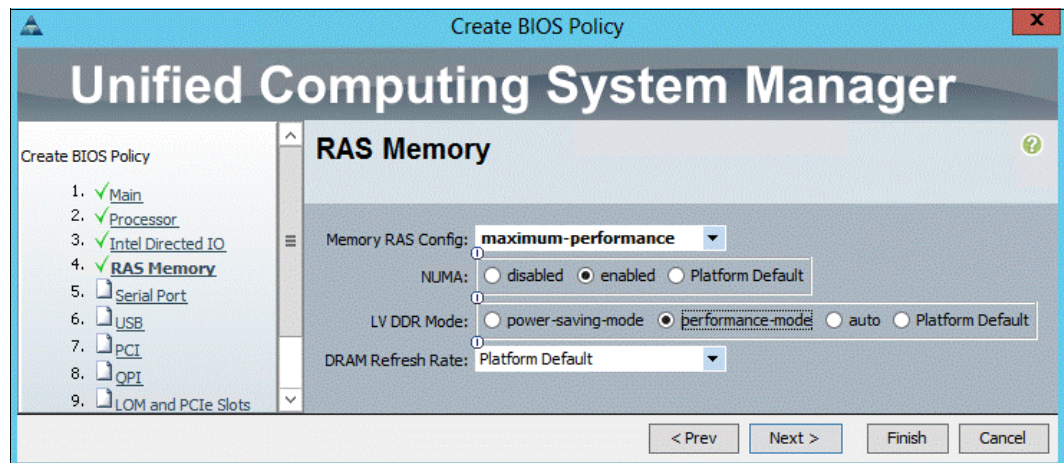 Create BIOS Policy
X
Unified Computing System Manager
Create BIOS Policy
1. Main
2. Processor
3. Intel Directed IO
4. RAS Memory
5. Serial Port
6. USB
7. PCI
8. QPI
9. LOM and PCIe Slots
RAS Memory
?
Memory RAS Config: maximum-performance
NUMA: disabled enabled Platform Default
LV DDR Mode: power-saving-mode performance-mode auto Platform Default
DRAM Refresh Rate: Platform Default
< Prev Next > Finish Cancel